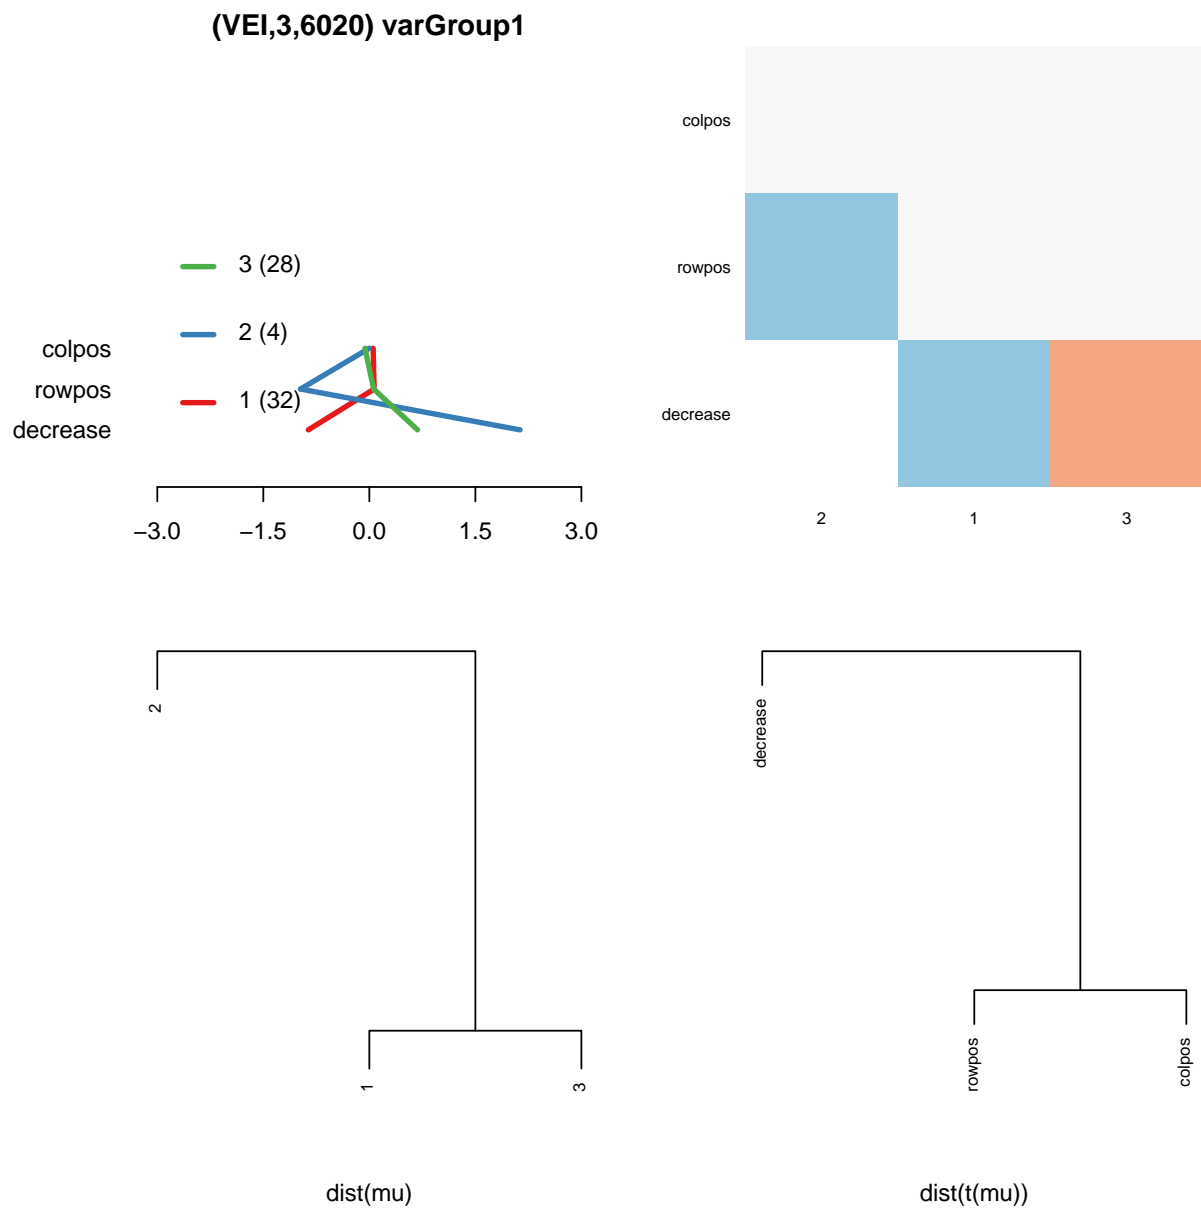 (VEI,3,6020) varGroup1
3 (28)
2 (4)
1 (32)
colpos
rowpos
decrease
−3.0 −1.5 0.0 1.5 3.0
colpos
rowpos
decrease
2 1 3
2
1
3
dist(mu)
decrease
rowpos
colpos
dist(t(mu))